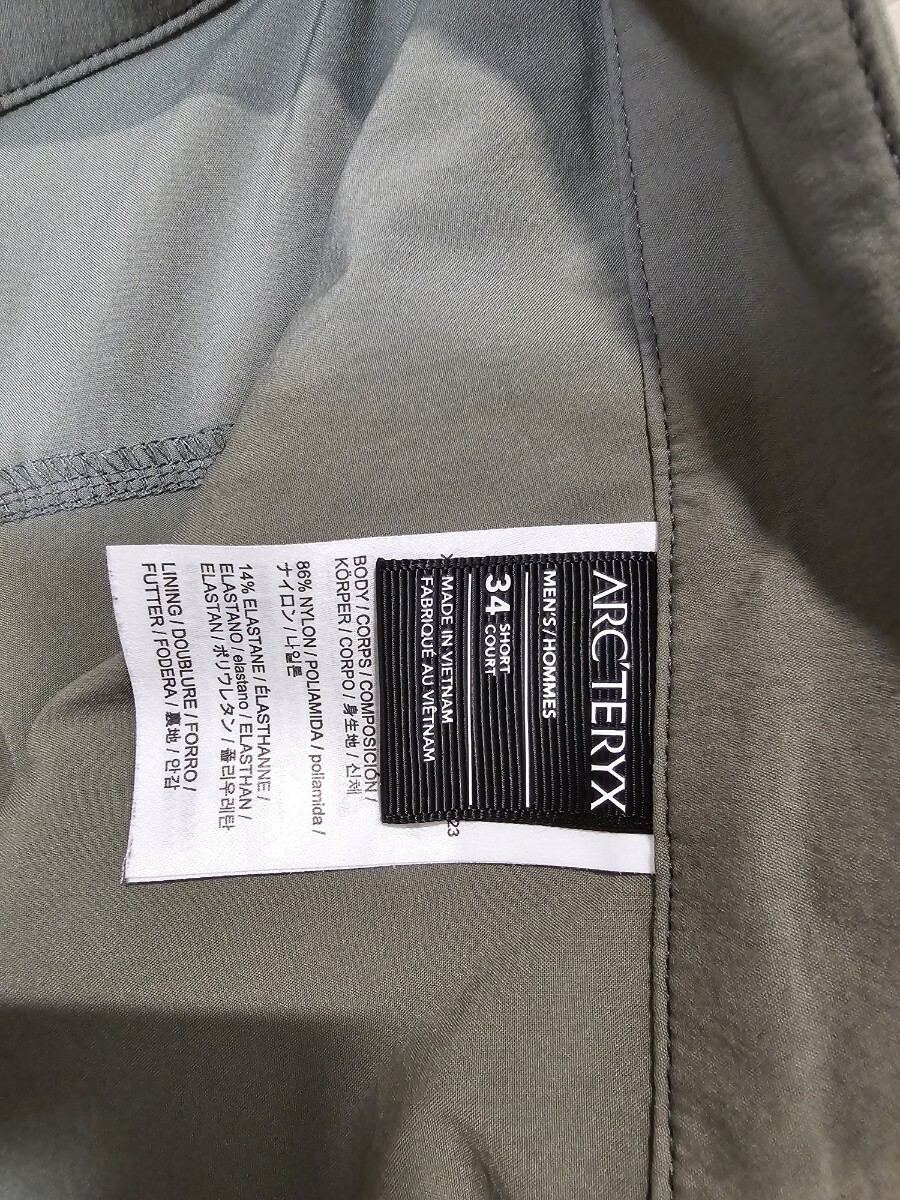 ARC'TERYX
MEN'S/HOMMES
34 SHORT
COURT
MADE IN VIETNAM
FABRIQUÉ AU VIÊTNAM
23
BODY / CORPS / COMPOSICIÓN /
KÖRPER / CORPO / 身生地 / 신체
86% NYLON / POLIAMIDA / poliamida /
ナイロン / 나일론
14% ELASTANE / ÉLASTHANNE /
ELASTANO / elastano / ELASTHAN /
ELASTAN / ポリウレタン / 폴리우레탄
LINING / DOUBLURE / FORRO /
FUTTER / FODERA / 裏地 / 안감